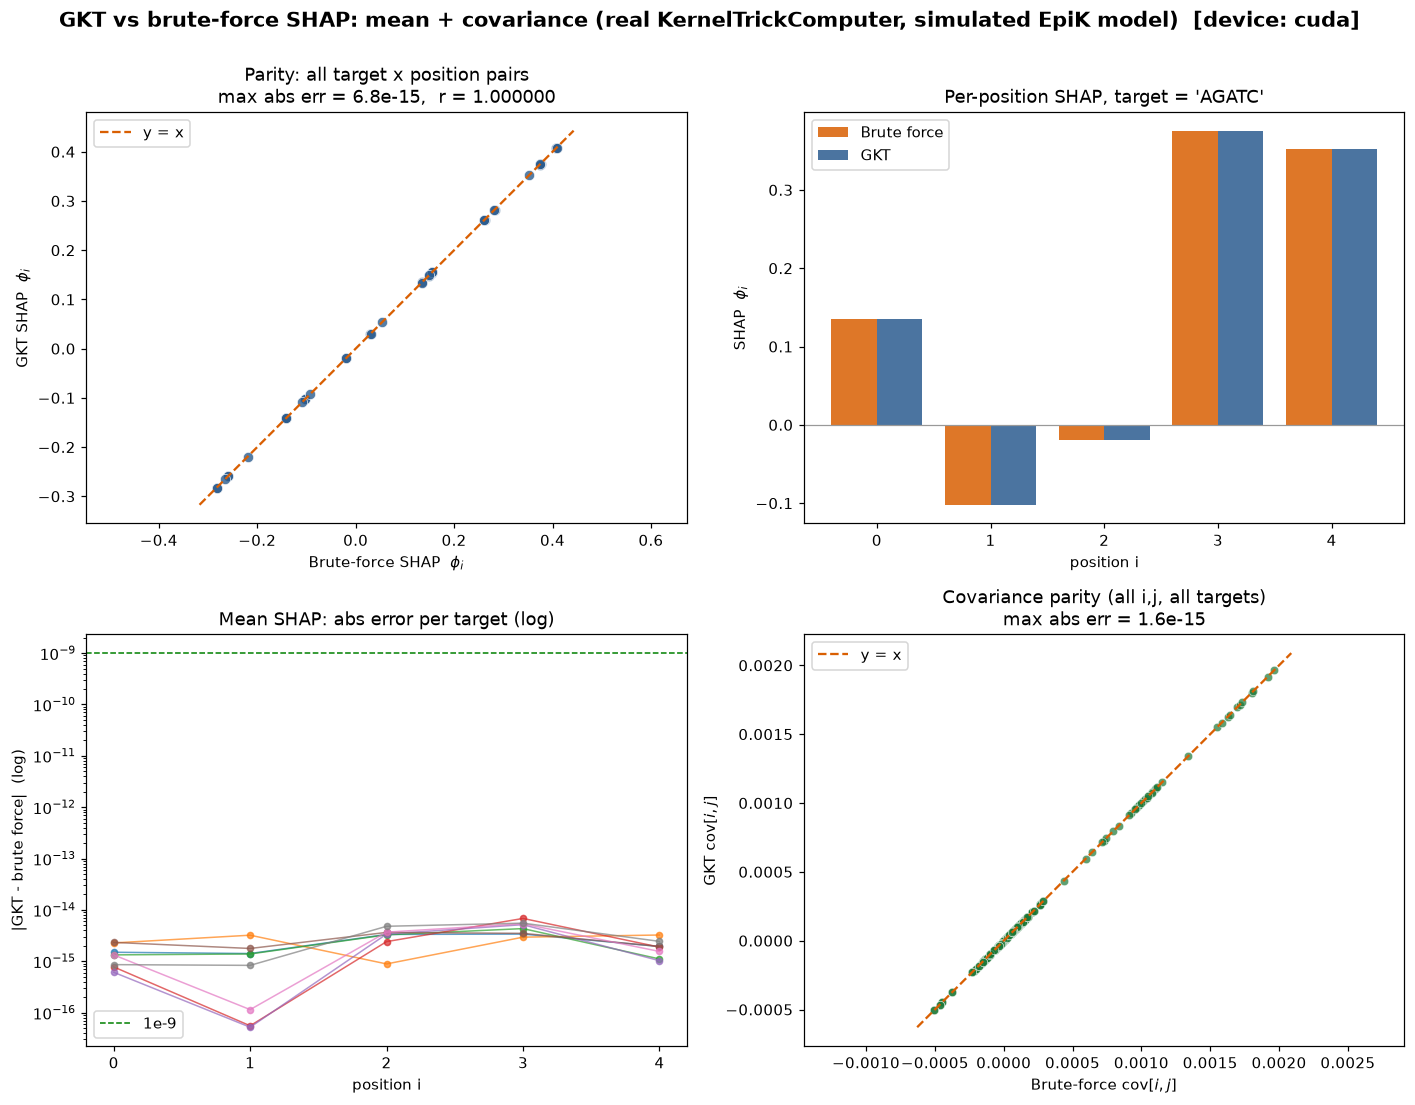 GKT vs brute-force SHAP: mean + covariance (real KernelTrickComputer, simulated EpiK model)  [device: cuda]
Parity: all target x position pairs
max abs err = 6.8e-15,  r = 1.000000
y = x
0.4
0.3
0.2
0.1
0.0
−0.1
−0.2
−0.3
GKT SHAP  ϕi
−0.4
−0.2
0.0
0.2
0.4
0.6
Brute-force SHAP  ϕi
Per-position SHAP, target = 'AGATC'
Brute force
GKT
0.3
0.2
0.1
0.0
−0.1
SHAP  ϕi
0
1
2
3
4
position i
Mean SHAP: abs error per target (log)
10−9
10−10
10−11
10−12
10−13
10−14
10−15
10−16
|GKT - brute force|  (log)
1e-9
0
1
2
3
4
position i
Covariance parity (all i,j, all targets)
max abs err = 1.6e-15
y = x
0.0020
0.0015
0.0010
0.0005
0.0000
−0.0005
GKT cov[i, j]
−0.0010
−0.0005
0.0000
0.0005
0.0010
0.0015
0.0020
0.0025
Brute-force cov[i, j]